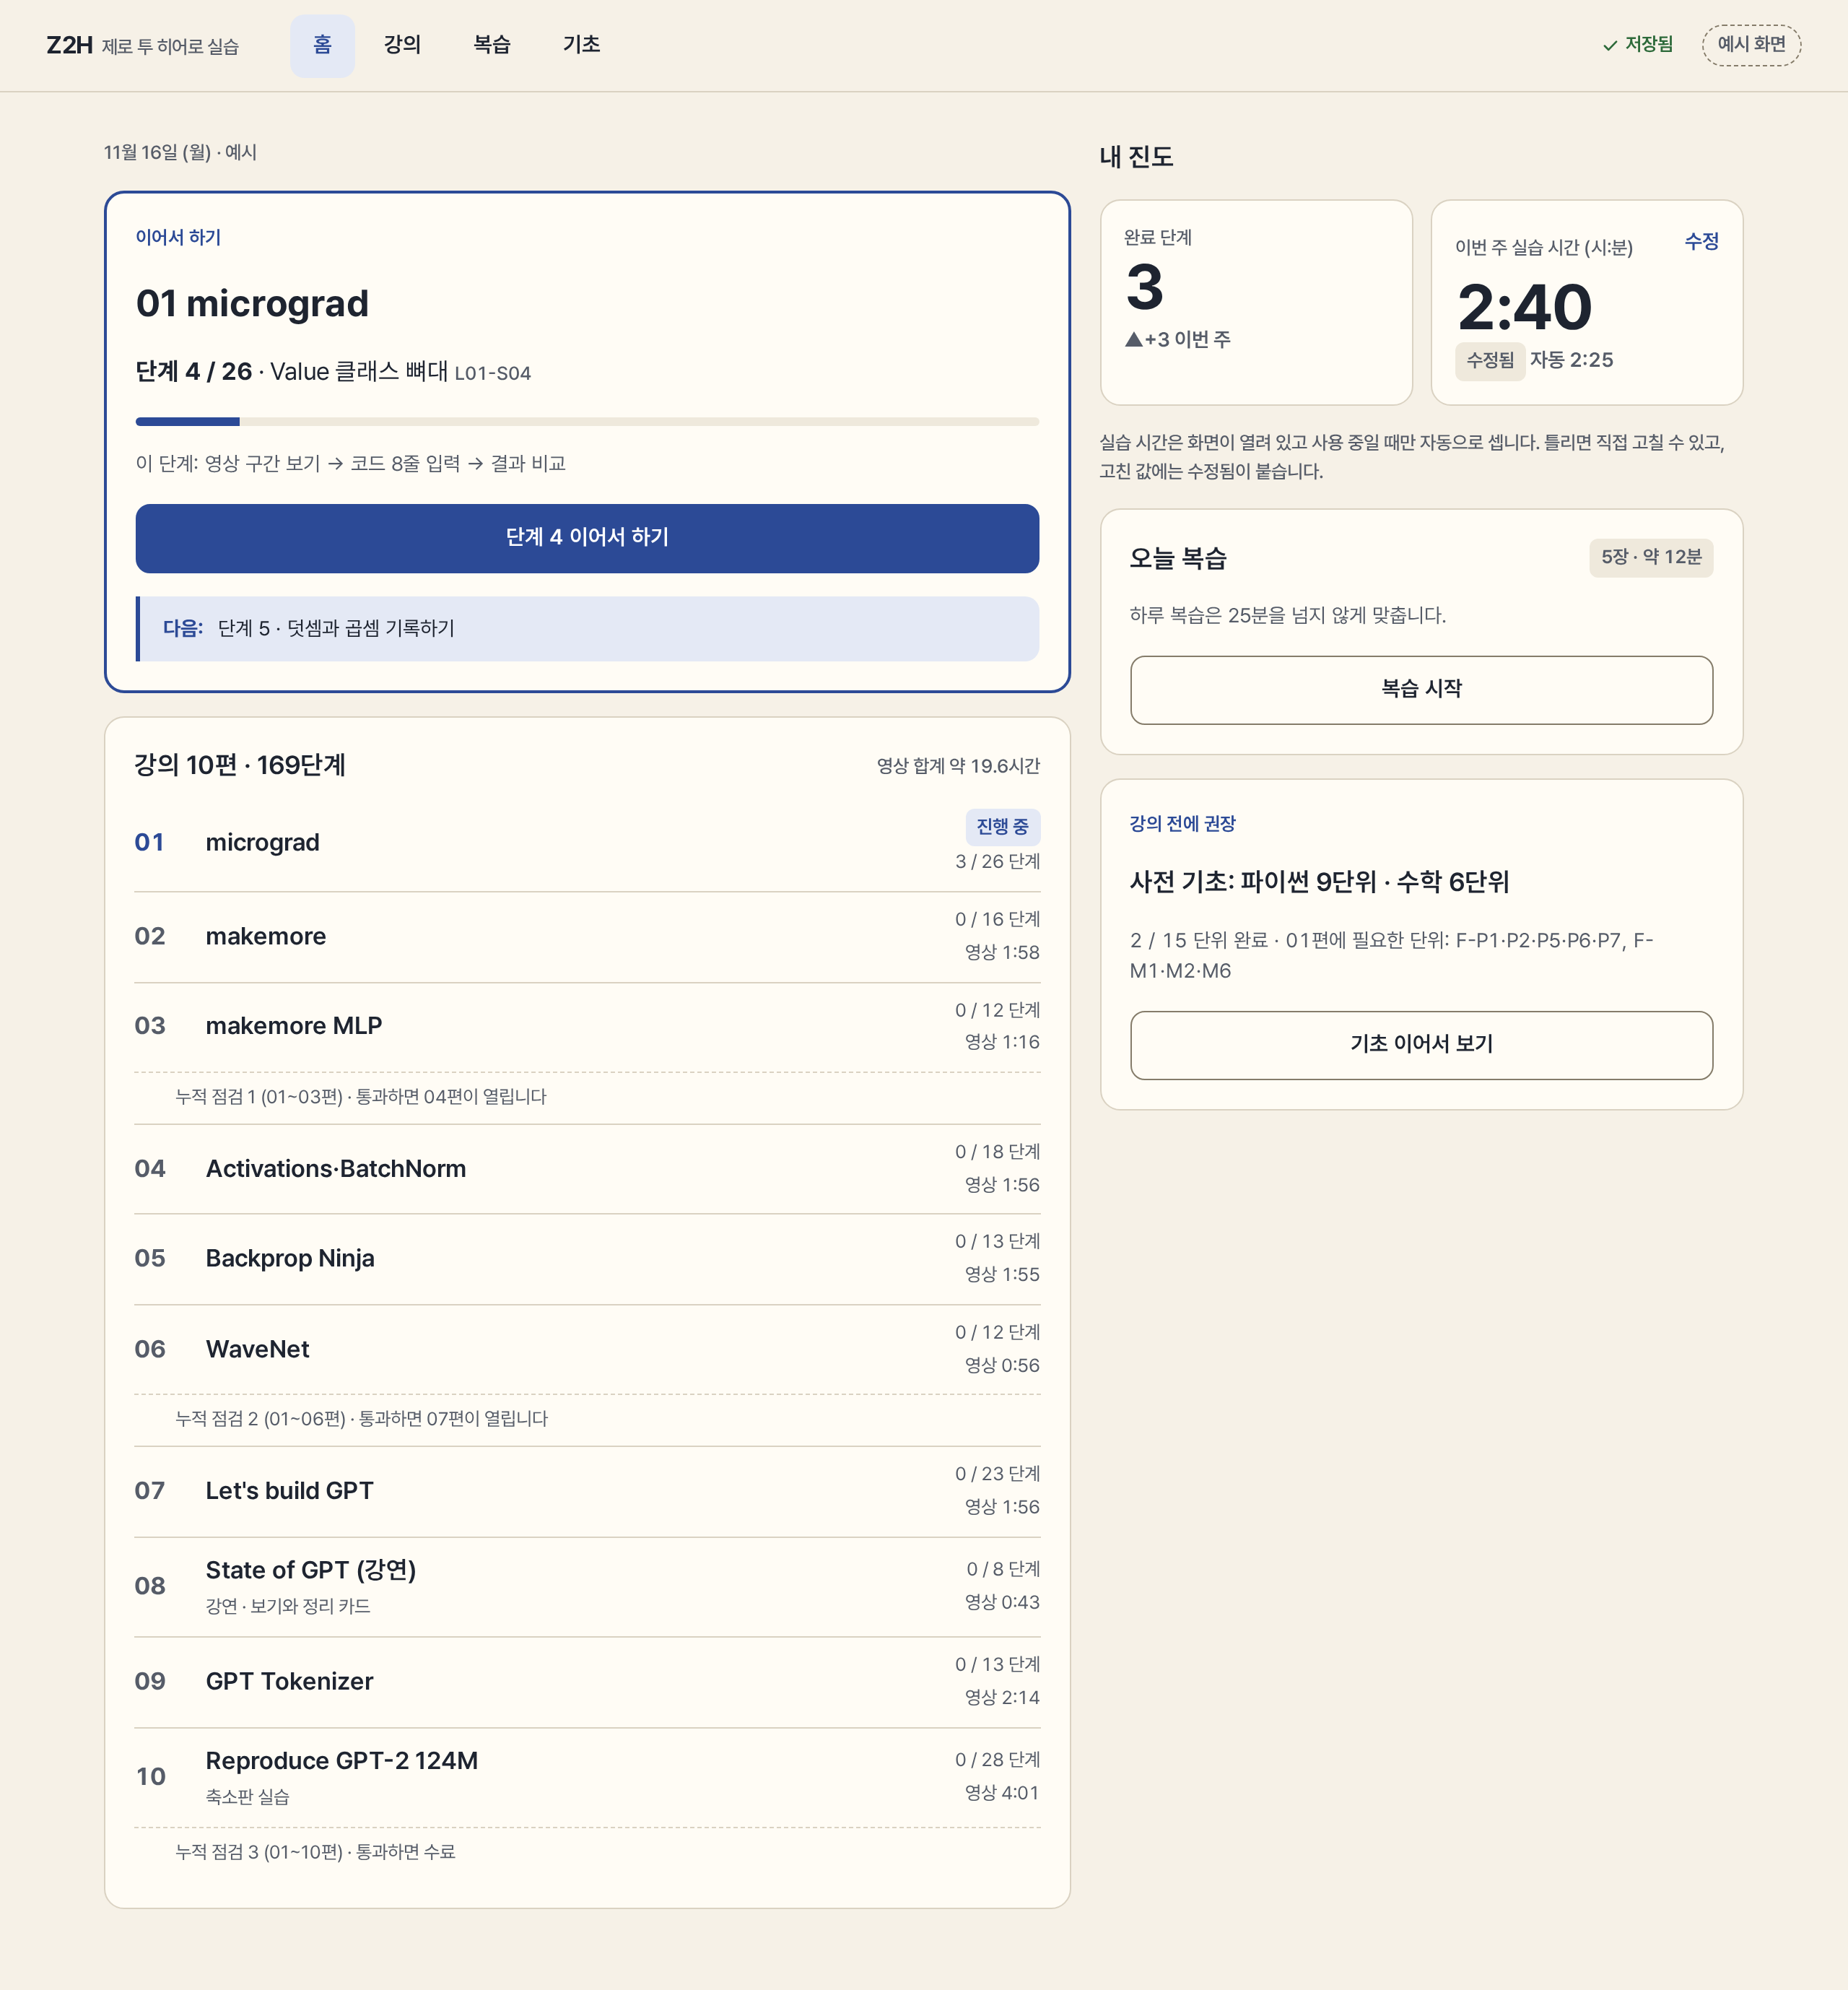 Z2H 제로 투 히어로 실습
홈
강의
복습
기초
✓ 저장됨
예시 화면
11월 16일 (월) · 예시
이어서 하기
01 micrograd
단계 4 / 26 · Value 클래스 뼈대 L01-S04
이 단계: 영상 구간 보기 → 코드 8줄 입력 → 결과 비교
단계 4 이어서 하기
다음: 단계 5 · 덧셈과 곱셈 기록하기
강의 10편 · 169단계
영상 합계 약 19.6시간
01 micrograd
진행 중
3 / 26 단계
02 makemore
0 / 16 단계
영상 1:58
03 makemore MLP
0 / 12 단계
영상 1:16
누적 점검 1 (01~03편) · 통과하면 04편이 열립니다
04 Activations·BatchNorm
0 / 18 단계
영상 1:56
05 Backprop Ninja
0 / 13 단계
영상 1:55
06 WaveNet
0 / 12 단계
영상 0:56
누적 점검 2 (01~06편) · 통과하면 07편이 열립니다
07 Let's build GPT
0 / 23 단계
영상 1:56
08 State of GPT (강연)
강연 · 보기와 정리 카드
0 / 8 단계
영상 0:43
09 GPT Tokenizer
0 / 13 단계
영상 2:14
10 Reproduce GPT-2 124M
축소판 실습
0 / 28 단계
영상 4:01
누적 점검 3 (01~10편) · 통과하면 수료
내 진도
완료 단계
3
▲+3 이번 주
이번 주 실습 시간 (시:분)
수정
2:40
수정됨 자동 2:25
실습 시간은 화면이 열려 있고 사용 중일 때만 자동으로 셉니다. 틀리면 직접 고칠 수 있고,
고친 값에는 수정됨이 붙습니다.
오늘 복습
5장 · 약 12분
하루 복습은 25분을 넘지 않게 맞춥니다.
복습 시작
강의 전에 권장
사전 기초: 파이썬 9단위 · 수학 6단위
2 / 15 단위 완료 · 01편에 필요한 단위: F-P1·P2·P5·P6·P7, F-
M1·M2·M6
기초 이어서 보기